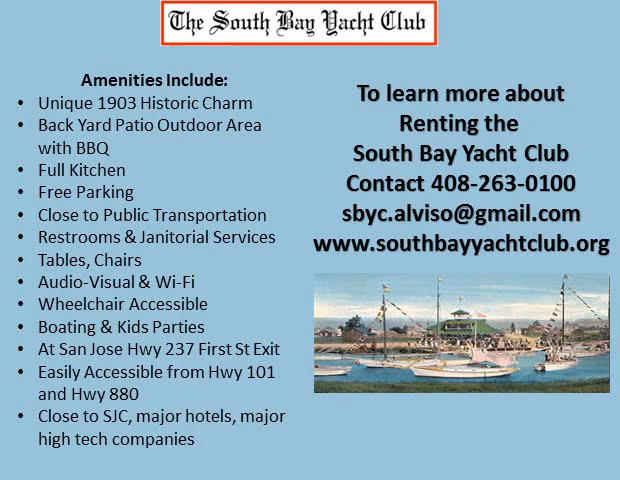 The South Bay Yacht Club
Amenities Include:
• Unique 1903 Historic Charm
• Back Yard Patio Outdoor Area
with BBQ
• Full Kitchen
• Free Parking
• Close to Public Transportation
• Restrooms & Janitorial Services
• Tables, Chairs
• Audio-Visual & Wi-Fi
• Wheelchair Accessible
• Boating & Kids Parties
• At San Jose Hwy 237 First St Exit
• Easily Accessible from Hwy 101
and Hwy 880
• Close to SJC, major hotels, major
high tech companies
To learn more about
Renting the
South Bay Yacht Club
Contact 408-263-0100
sbyc.alviso@gmail.com
www.southbayyachtclub.org